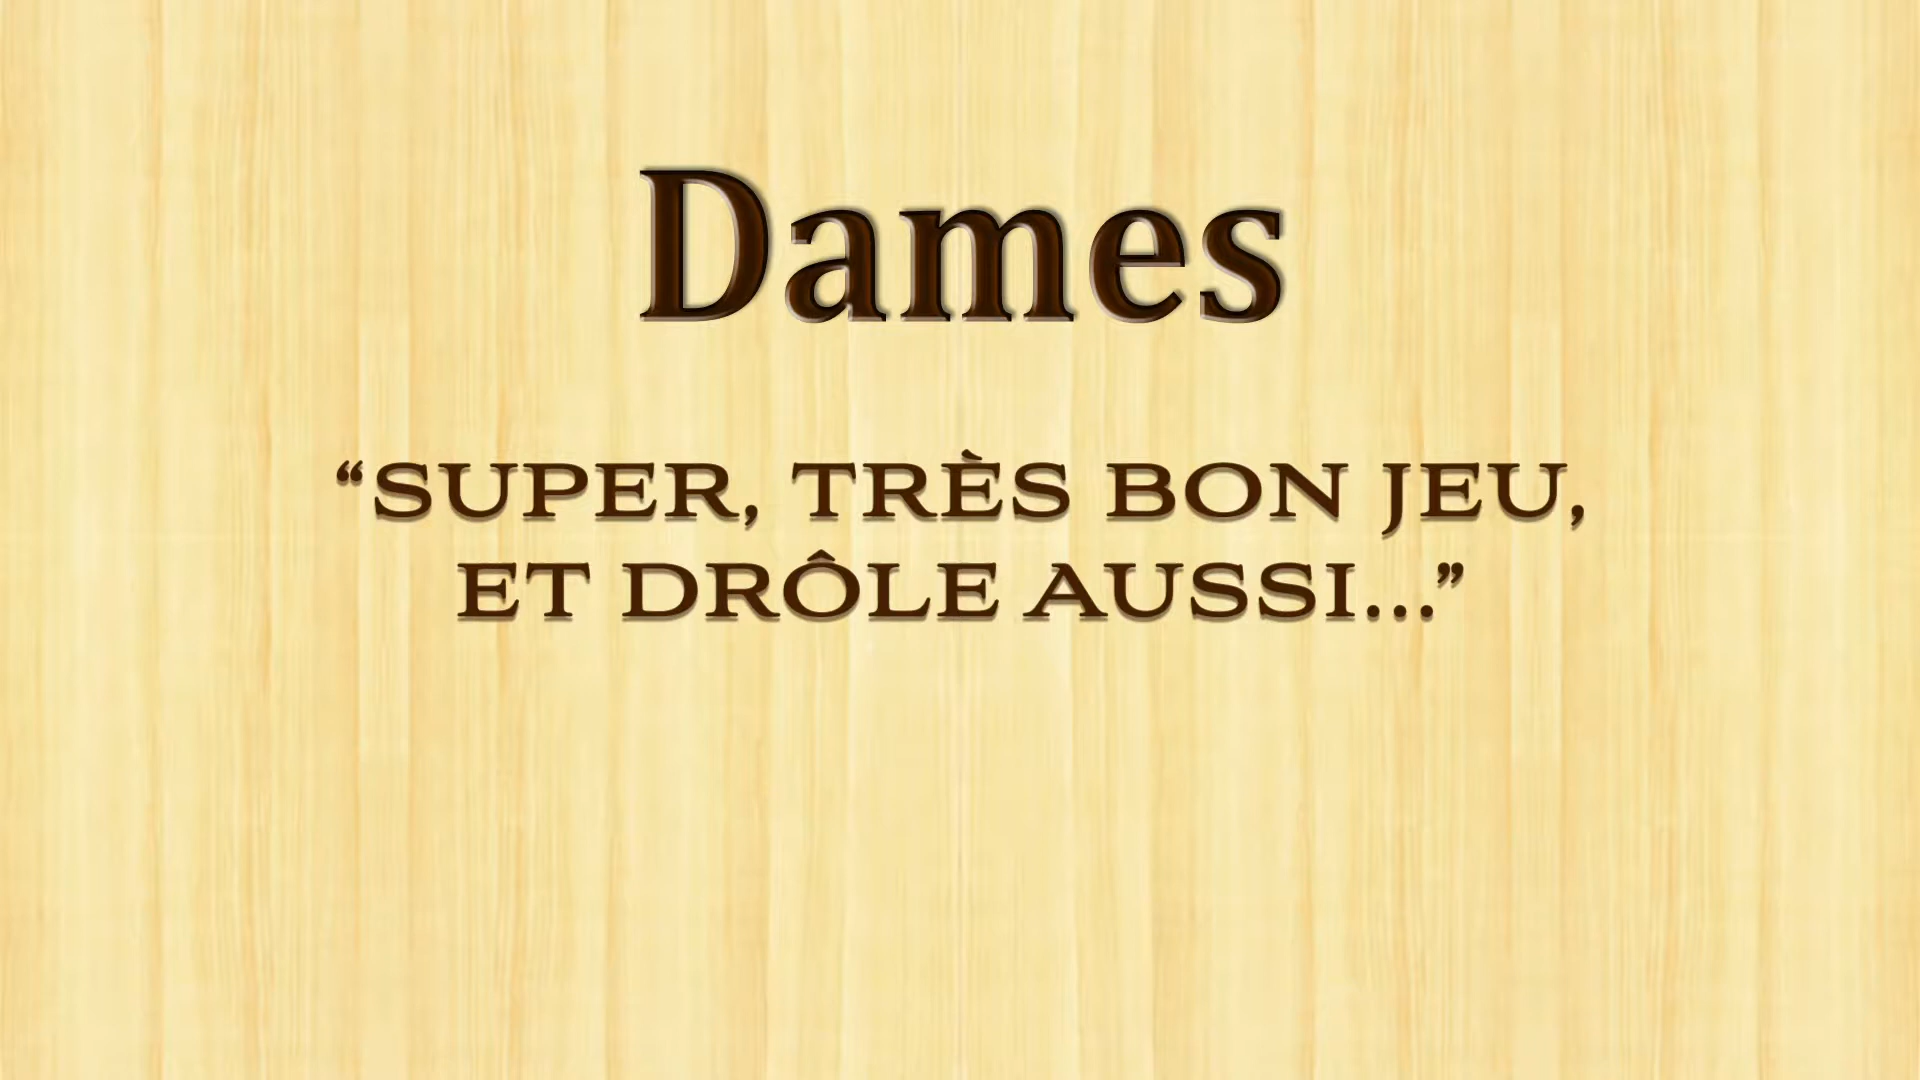 Dames
“SUPER, TRÈS BON JEU,
ET DRÔLE AUSSI...”